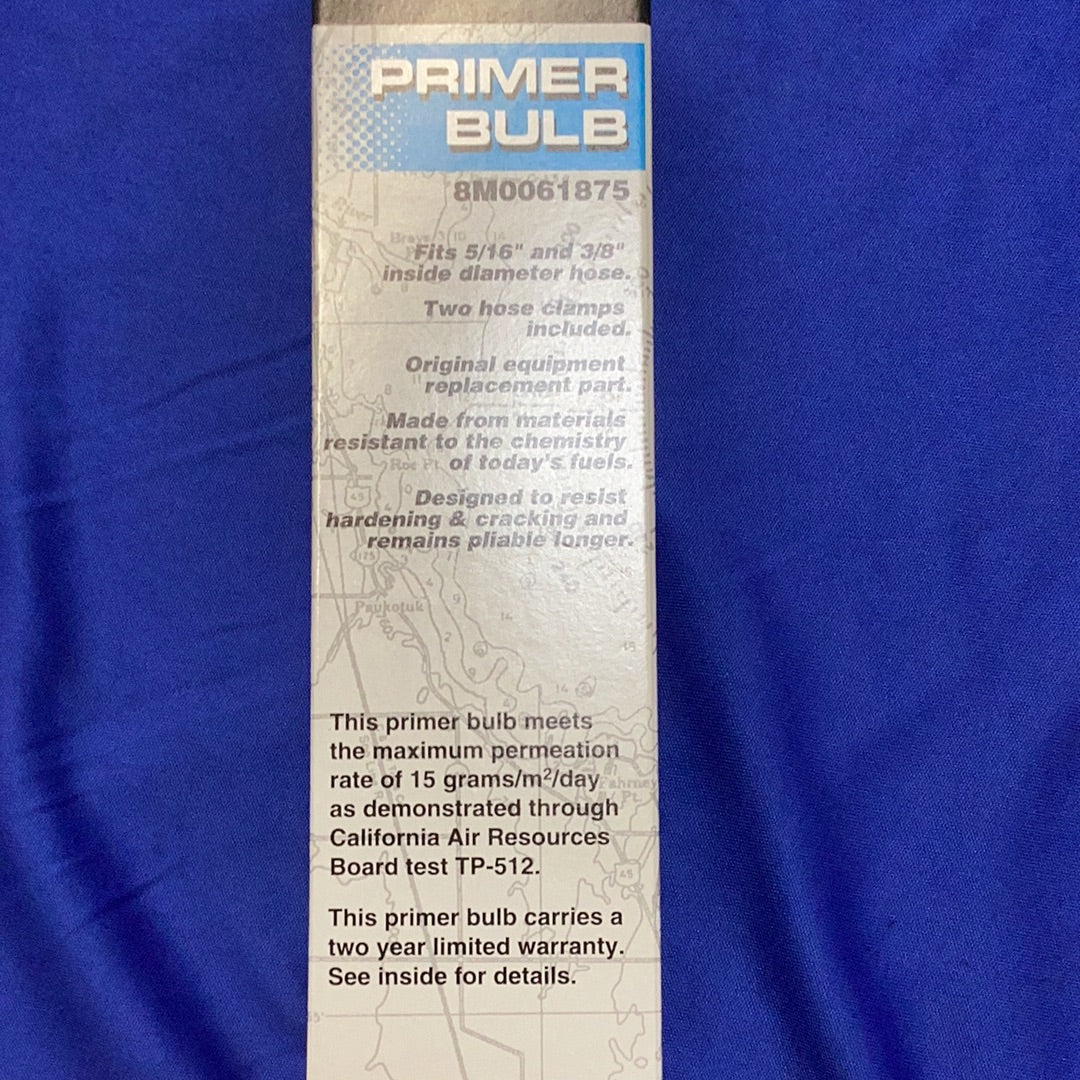 PRIMER
BULB
8M0061875
Fits 5/16" and 3/8"
inside diameter hose.
Two hose clamps
included.
Original equipment
replacement part.
Made from materials
resistant to the chemistry
of today's fuels.
Designed to resist
hardening & cracking and
remains pliable longer.
Paukotuk
This primer bulb meets
the maximum permeation
rate of 15 grams/m²/day
as demonstrated through
California Air Resources
Board test TP-512.
This primer bulb carries a
two year limited warranty.
See inside for details.